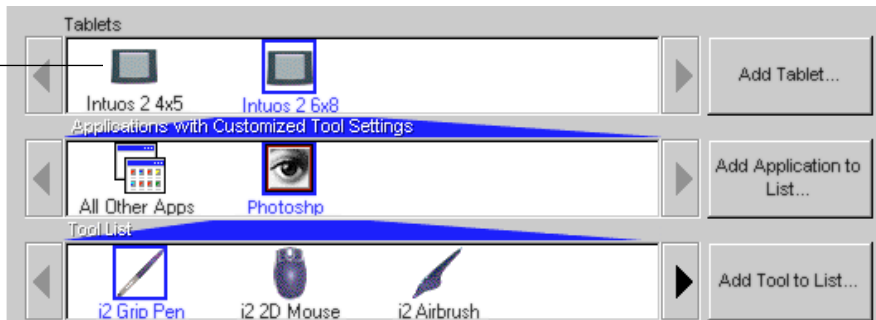 Tablets
Intuos 2 4x5
Intuos 2 6x8
Add Tablet...
Applications with Customized Tool Settings
All Other Apps
Photoshp
Add Application to
List...
Tool List
i2 Grip Pen
i2 2D Mouse
i2 Airbrush
Add Tool to List...